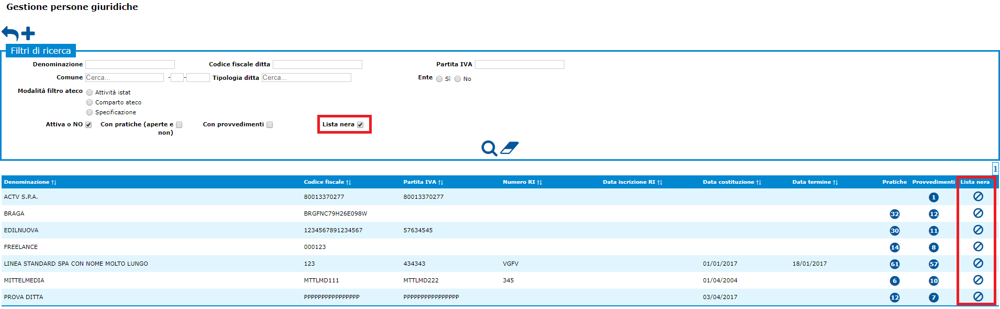 Gestione persone giuridiche
Filtri di ricerca
Denominazione Codice fiscale ditta Partita IVA
Comune Cerca... - - Tipologia ditta Cerca... Ente Sì No
Modalità filtro ateco Attività istat
Comparto ateco
Specificazione
Attiva o NO Con pratiche (aperte e non) Con provvedimenti Lista nera
1
Denominazione Codice fiscale Partita IVA Numero RI Data iscrizione RI Data costituzione Data termine Pratiche Provvedimenti Lista nera
ACTV S.P.A. 80013370277 80013370277 1
BRAGA BRGFNC79H26E098W 32 12
EDILNUOVA 1234567891234567 57634545 30 11
FREELANCE 000123 14 8
LINEA STANDARD SPA CON NOME MOLTO LUNGO 123 434343 VGFV 01/01/2017 18/01/2017 61 57
MITTELMEDIA MTTLMD111 MTTLMD222 345 01/04/2004 6 10
PROVA DITTA PPPPPPPPPPPPPPPP PPPPPPPPPPPPPPPP 03/04/2017 12 7